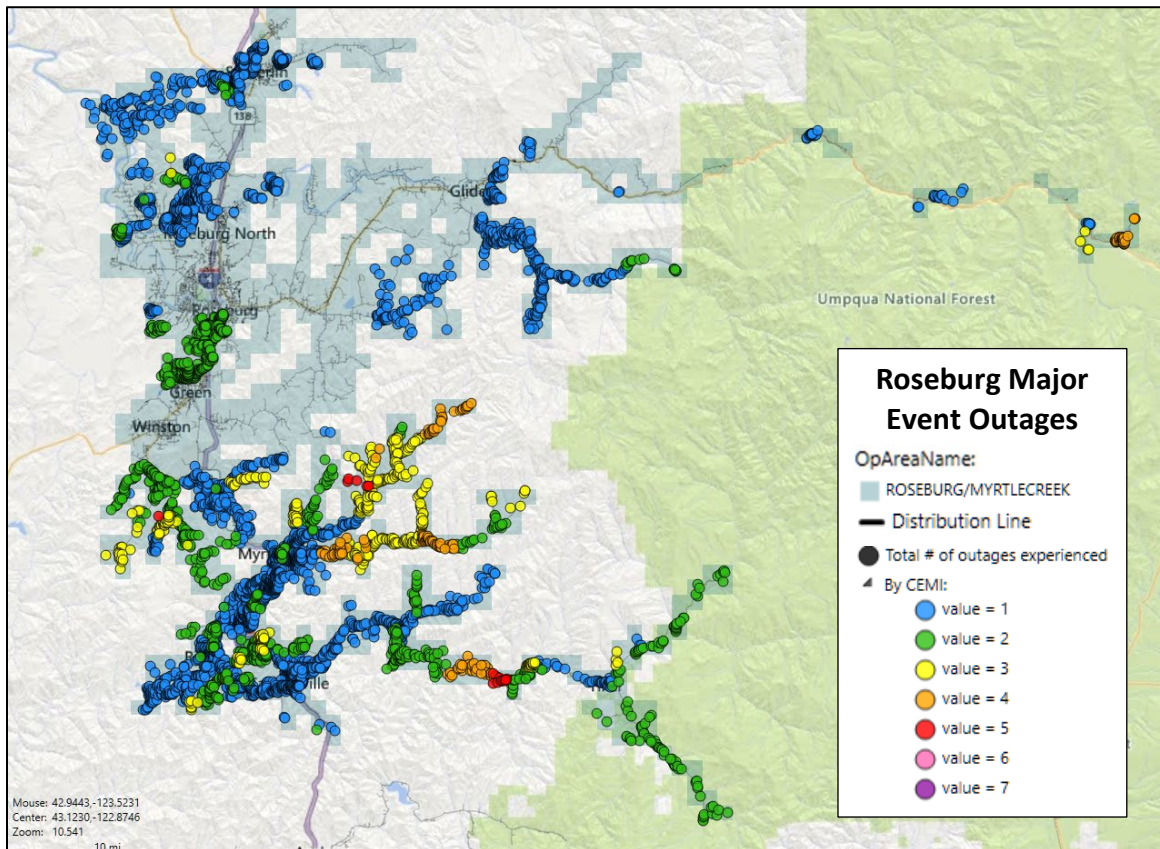 138
Glide
Roseburg North
Umpqua National Forest
Roseburg
Green
Winston
Roseburg Major
Event Outages
OpAreaName:
ROSEBURG/MYRTLECREEK
Distribution Line
Total # of outages experienced
By CEMI:
value = 1
value = 2
value = 3
value = 4
value = 5
value = 6
value = 7
Mouse: 42.9443,-123.5231
Center: 43.1230,-122.8746
Zoom: 10.541
10 mi